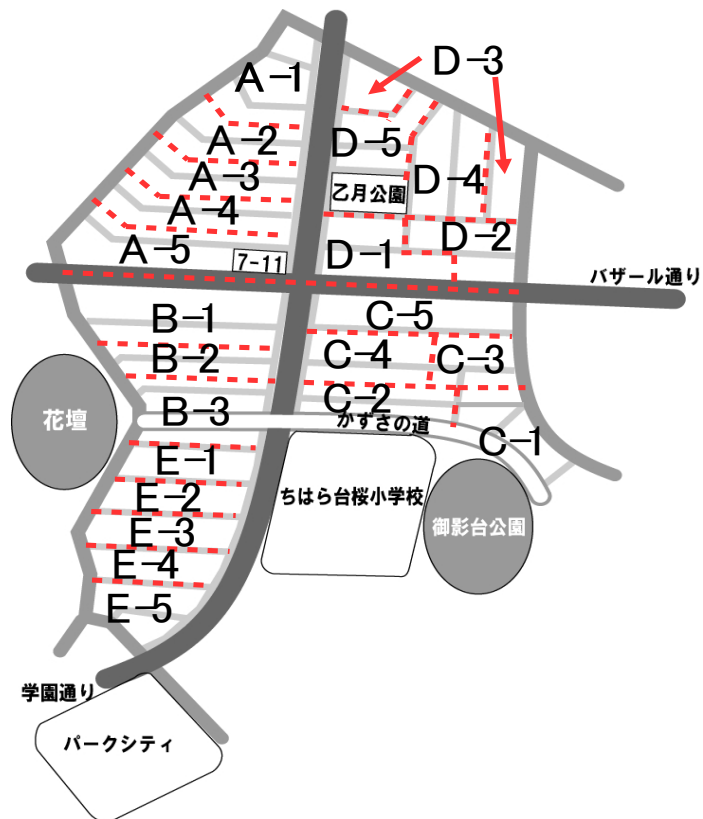 A-1
D-3
A-2
D-5
A-3
D-4
乙月公園
A-4
D-2
A-5
7-11
D-1
バザール通り
B-1
C-5
B-2
C-4
C-3
B-3
C-2
花壇
かずさの道
C-1
E-1
E-2
ちはら台桜小学校
御影台公園
E-3
E-4
E-5
学園通り
パークシティ